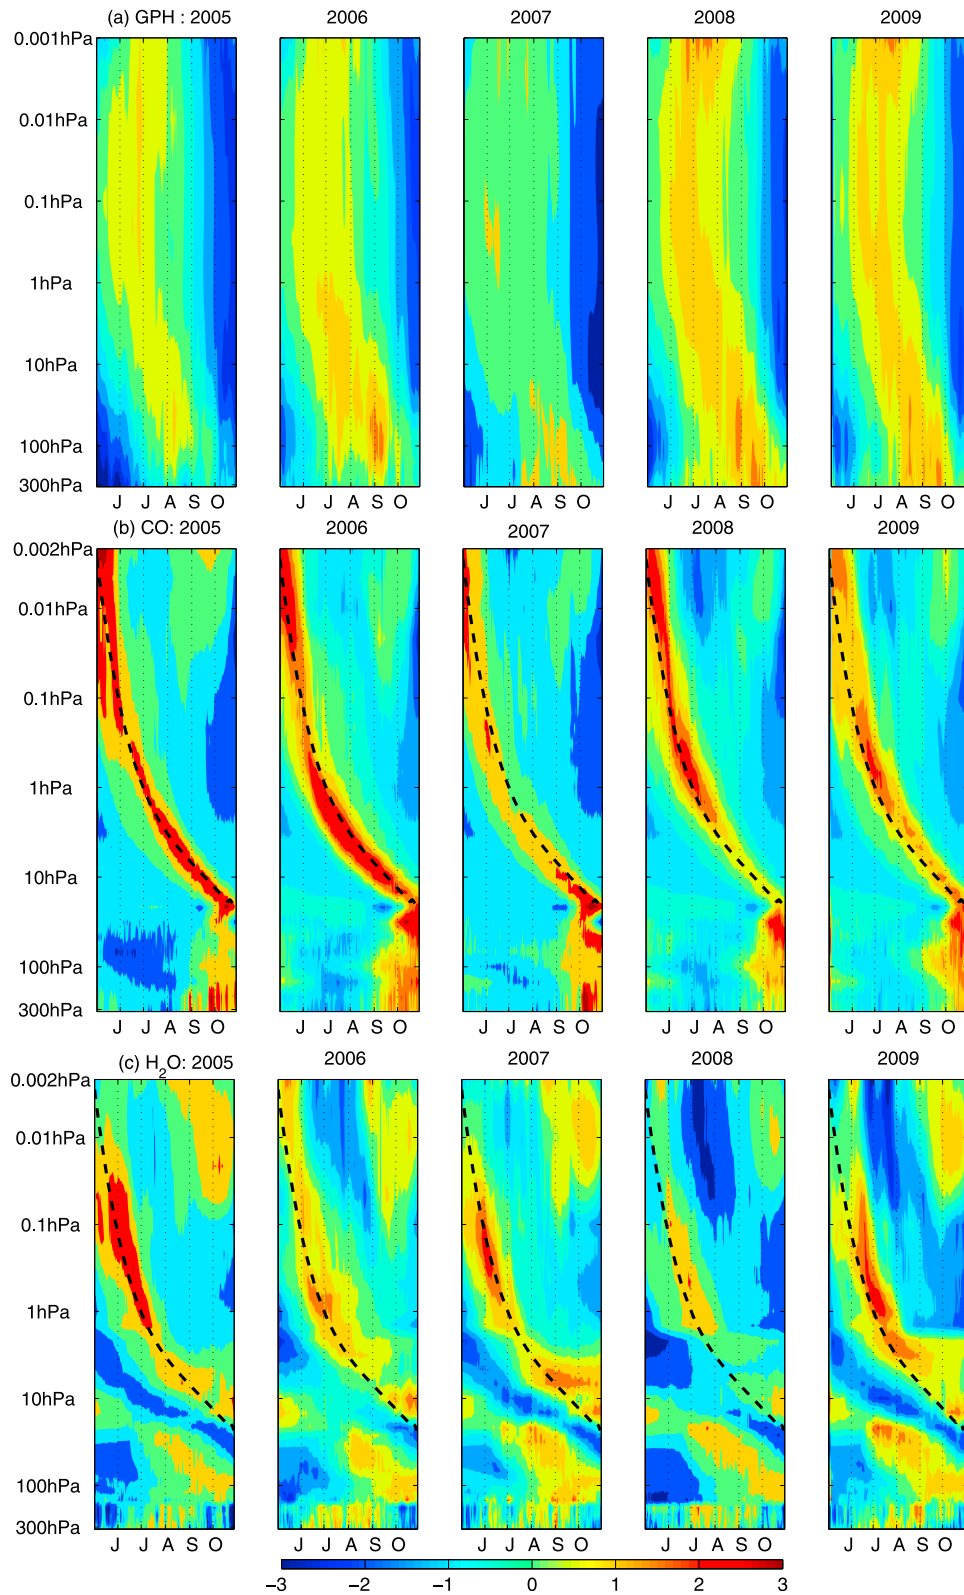 (a) GPH : 2005 2006 2007 2008 2009
0.001hPa
0.01hPa
0.1hPa
1hPa
10hPa
100hPa
300hPa
J J A S O J J A S O J J A S O J J A S O J J A S O
(b) CO: 2005 2006 2007 2008 2009
0.002hPa
0.01hPa
0.1hPa
1hPa
10hPa
100hPa
300hPa
J J A S O J J A S O J J A S O J J A S O J J A S O
(c) H₂O: 2005 2006 2007 2008 2009
0.002hPa
0.01hPa
0.1hPa
1hPa
10hPa
100hPa
300hPa
J J A S O J J A S O J J A S O J J A S O J J A S O
−3 −2 −1 0 1 2 3